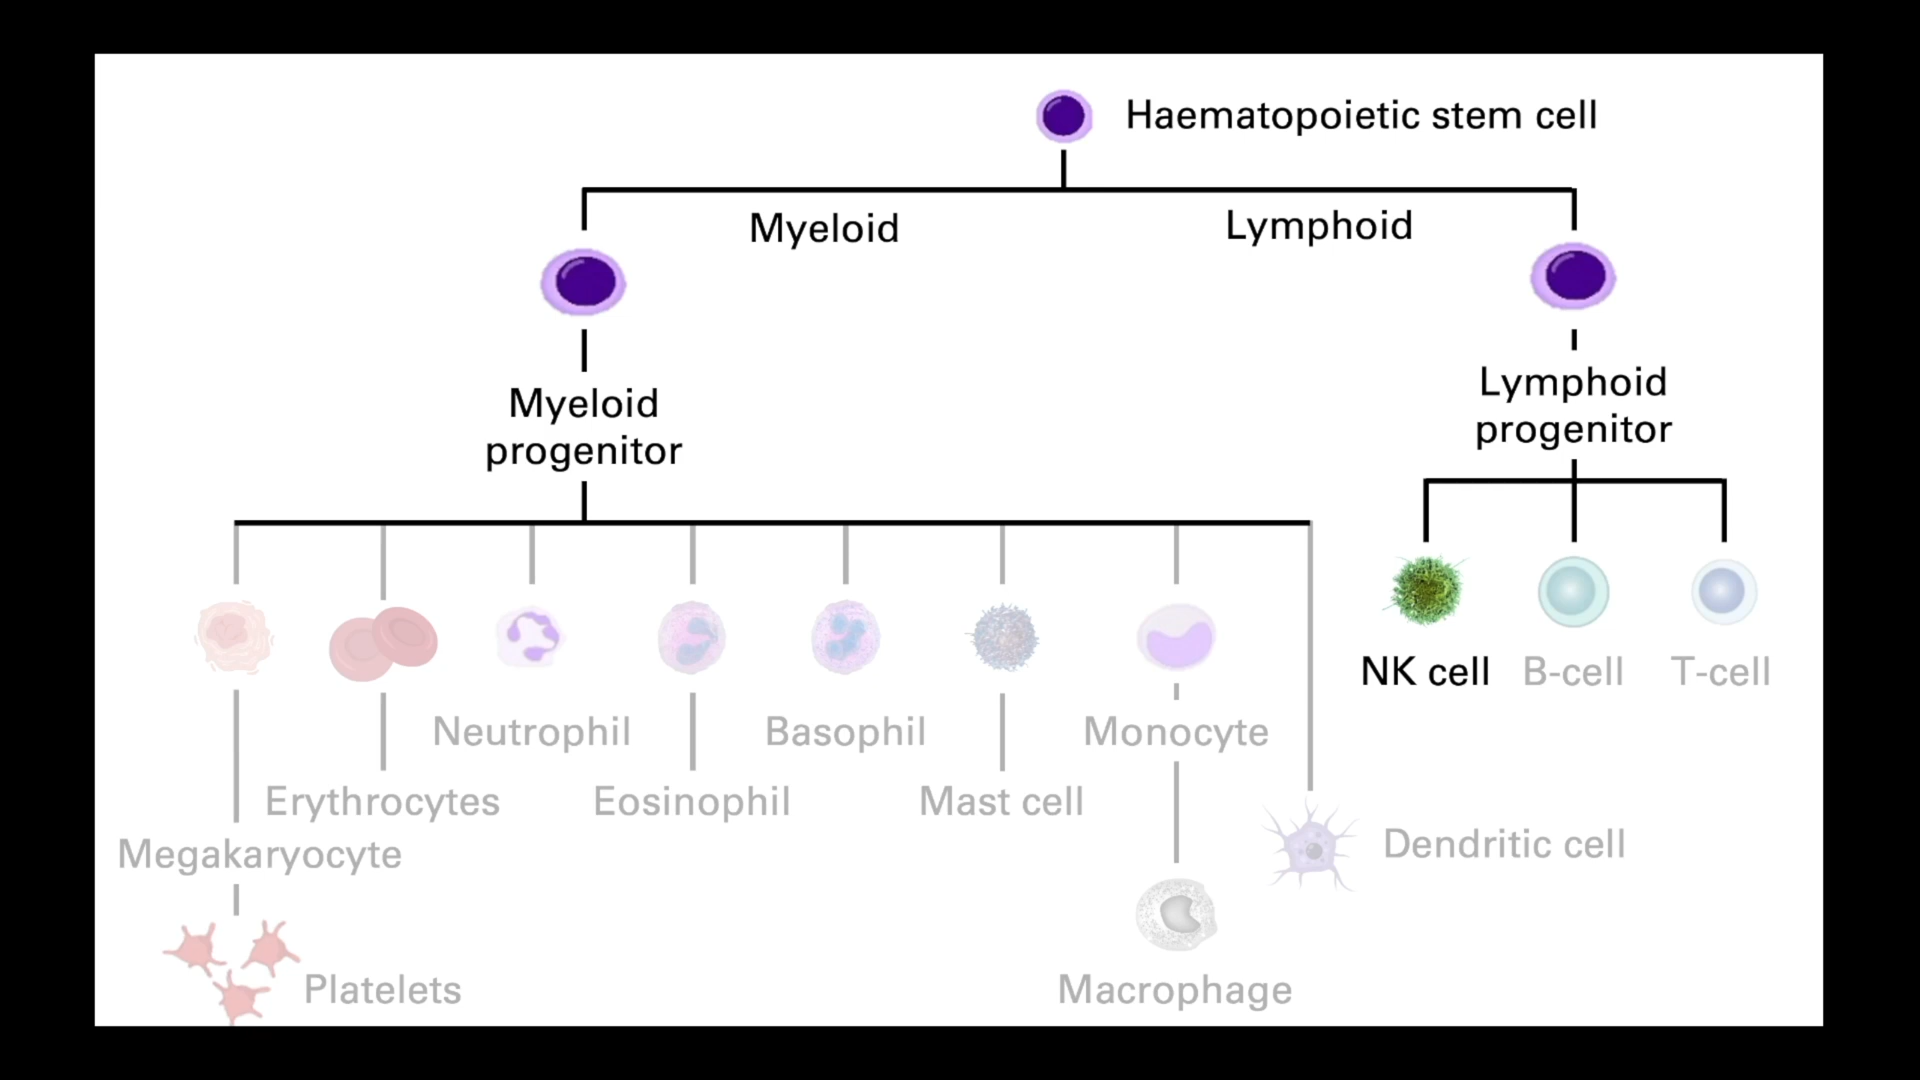 Haematopoietic stem cell
Myeloid
Lymphoid
Myeloid
progenitor
Lymphoid
progenitor
NK cell
B-cell
T-cell
Neutrophil
Basophil
Monocyte
Erythrocytes
Eosinophil
Mast cell
Megakaryocyte
Dendritic cell
Platelets
Macrophage